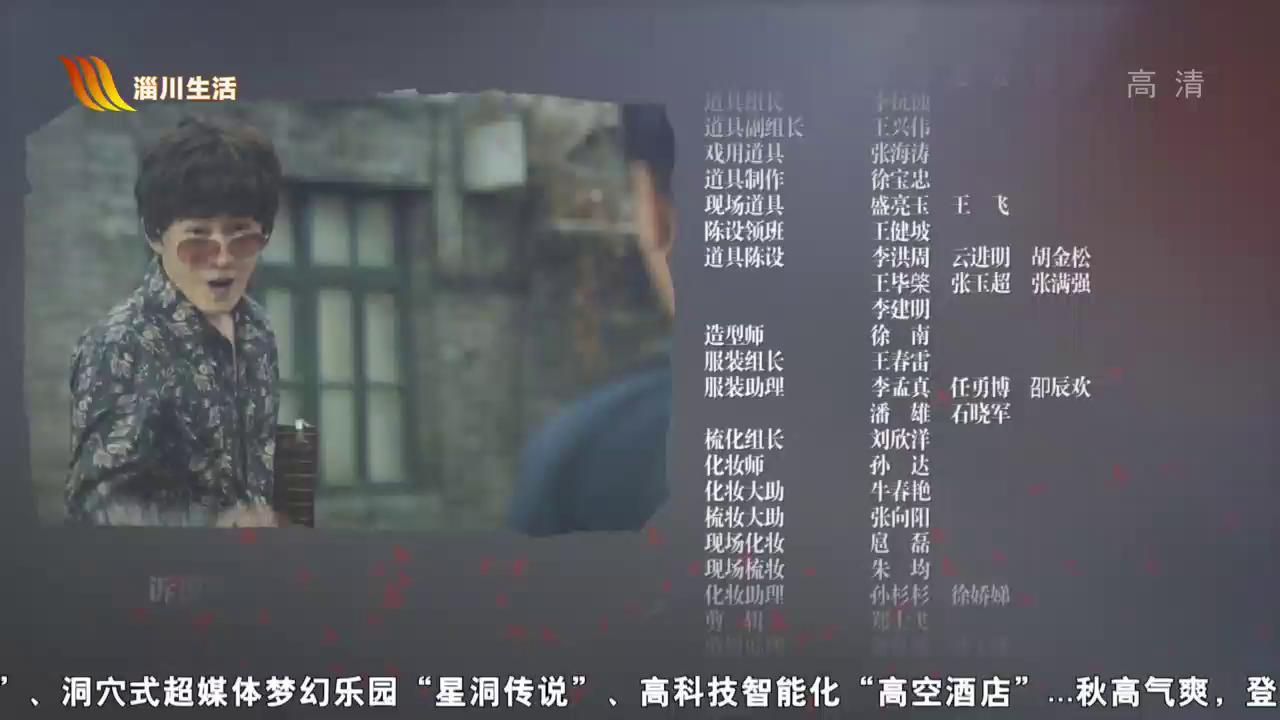 淄川生活
高清
道具组长
道具副组长 王兴伟
戏用道具 张海涛
道具制作 徐宝忠
现场道具 盛亮玉 王 飞
陈设领班 王健坡
道具陈设 李洪周 云进明 胡金松
王毕棨 张玉超 张满强
李建明
造型师 徐 南
服装组长 王春雷
服装助理 李孟真 任勇博 邵辰欢
潘 雄 石晓军
梳化组长 刘欣洋
化妆师 孙 达
化妆大助 牛春艳
梳妆大助 张向阳
现场化妆 扈 磊
现场梳妆 朱 均
化妆助理 孙杉杉 徐娇娣
剪 辑
诉
”、洞穴式超媒体梦幻乐园“星洞传说”、高科技智能化“高空酒店”…秋高气爽，登